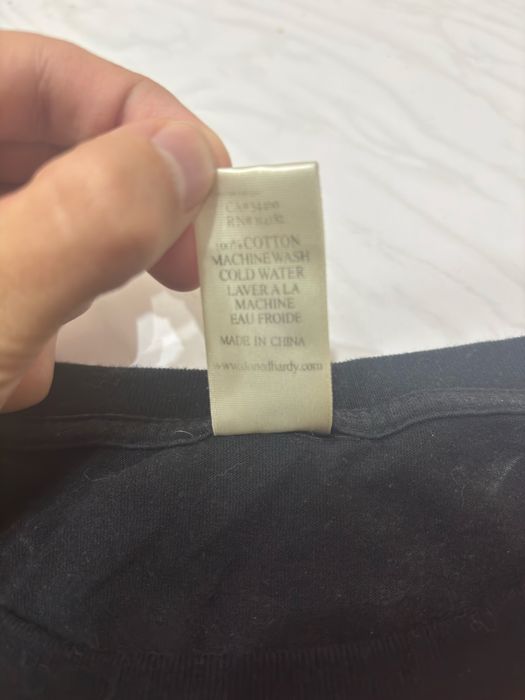 100% COTTON
MACHINE WASH
COLD WATER
LAVER A LA
MACHINE
EAU FROIDE
MADE IN CHINA
www.donedhardy.com